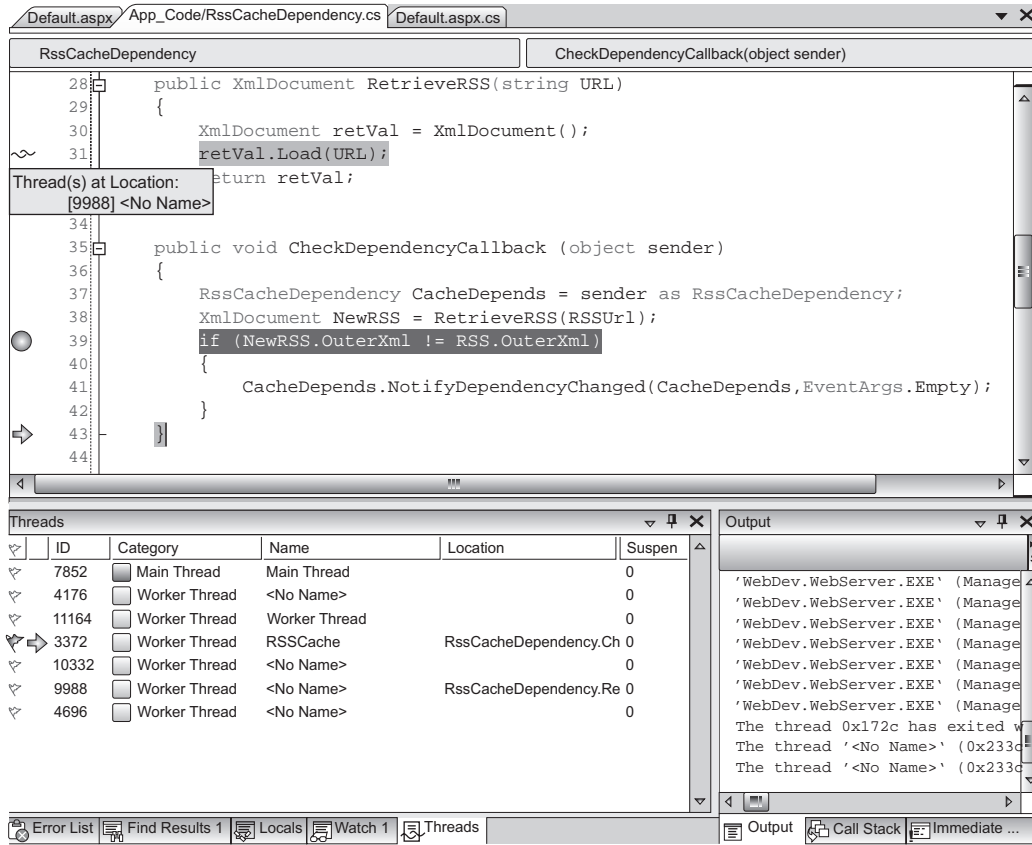 Default.aspx App_Code/RssCacheDependency.cs Default.aspx.cs
RssCacheDependency CheckDependencyCallback(object sender)
28 public XmlDocument RetrieveRSS(string URL)
29 {
30 XmlDocument retVal = XmlDocument();
31 retVal.Load(URL);
eturn retVal;
Thread(s) at Location:
[9988] <No Name>
34
35 public void CheckDependencyCallback (object sender)
36 {
37 RssCacheDependency CacheDepends = sender as RssCacheDependency;
38 XmlDocument NewRSS = RetrieveRSS(RSSUrl);
39 if (NewRSS.OuterXml != RSS.OuterXml)
40 {
41 CacheDepends.NotifyDependencyChanged(CacheDepends,EventArgs.Empty);
42 }
43 }
44
Threads
ID Category Name Location Suspen
7852 Main Thread Main Thread 0
4176 Worker Thread <No Name> 0
11164 Worker Thread Worker Thread 0
3372 Worker Thread RSSCache RssCacheDependency.Ch 0
10332 Worker Thread <No Name> 0
9988 Worker Thread <No Name> RssCacheDependency.Re 0
4696 Worker Thread <No Name> 0
Output
'WebDev.WebServer.EXE' (Manage
'WebDev.WebServer.EXE' (Manage
'WebDev.WebServer.EXE' (Manage
'WebDev.WebServer.EXE' (Manage
'WebDev.WebServer.EXE' (Manage
'WebDev.WebServer.EXE' (Manage
'WebDev.WebServer.EXE' (Manage
The thread 0x172c has exited w
The thread '<No Name>' (0x233c
The thread '<No Name>' (0x233c
Error List Find Results 1 Locals Watch 1 Threads
Output Call Stack Immediate ...